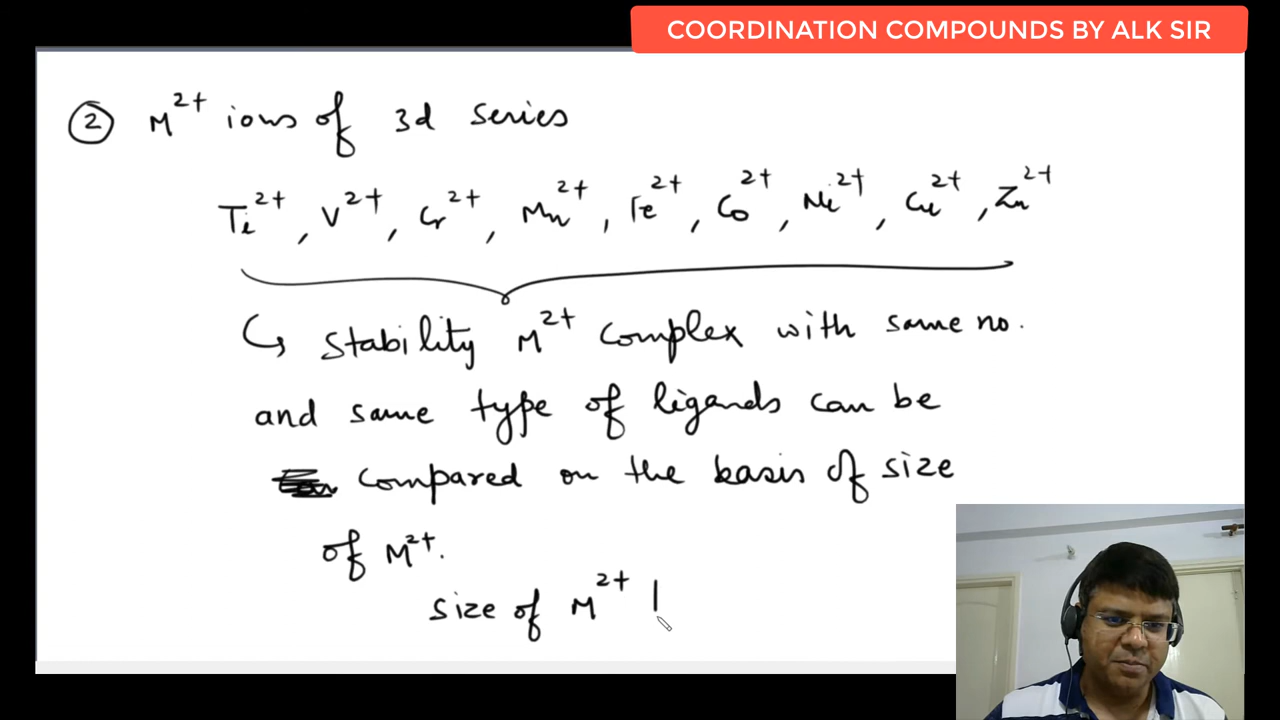 COORDINATION COMPOUNDS BY ALK SIR
② M²⁺ ions of 3d series
Ti²⁺, V²⁺, Cr²⁺, Mn²⁺, Fe²⁺, Co²⁺, Ni²⁺, Cu²⁺, Zn²⁺
↪ stability M²⁺ complex with same no.
and same type of ligands can be
compared on the basis of size
of M²⁺.
size of M²⁺ |